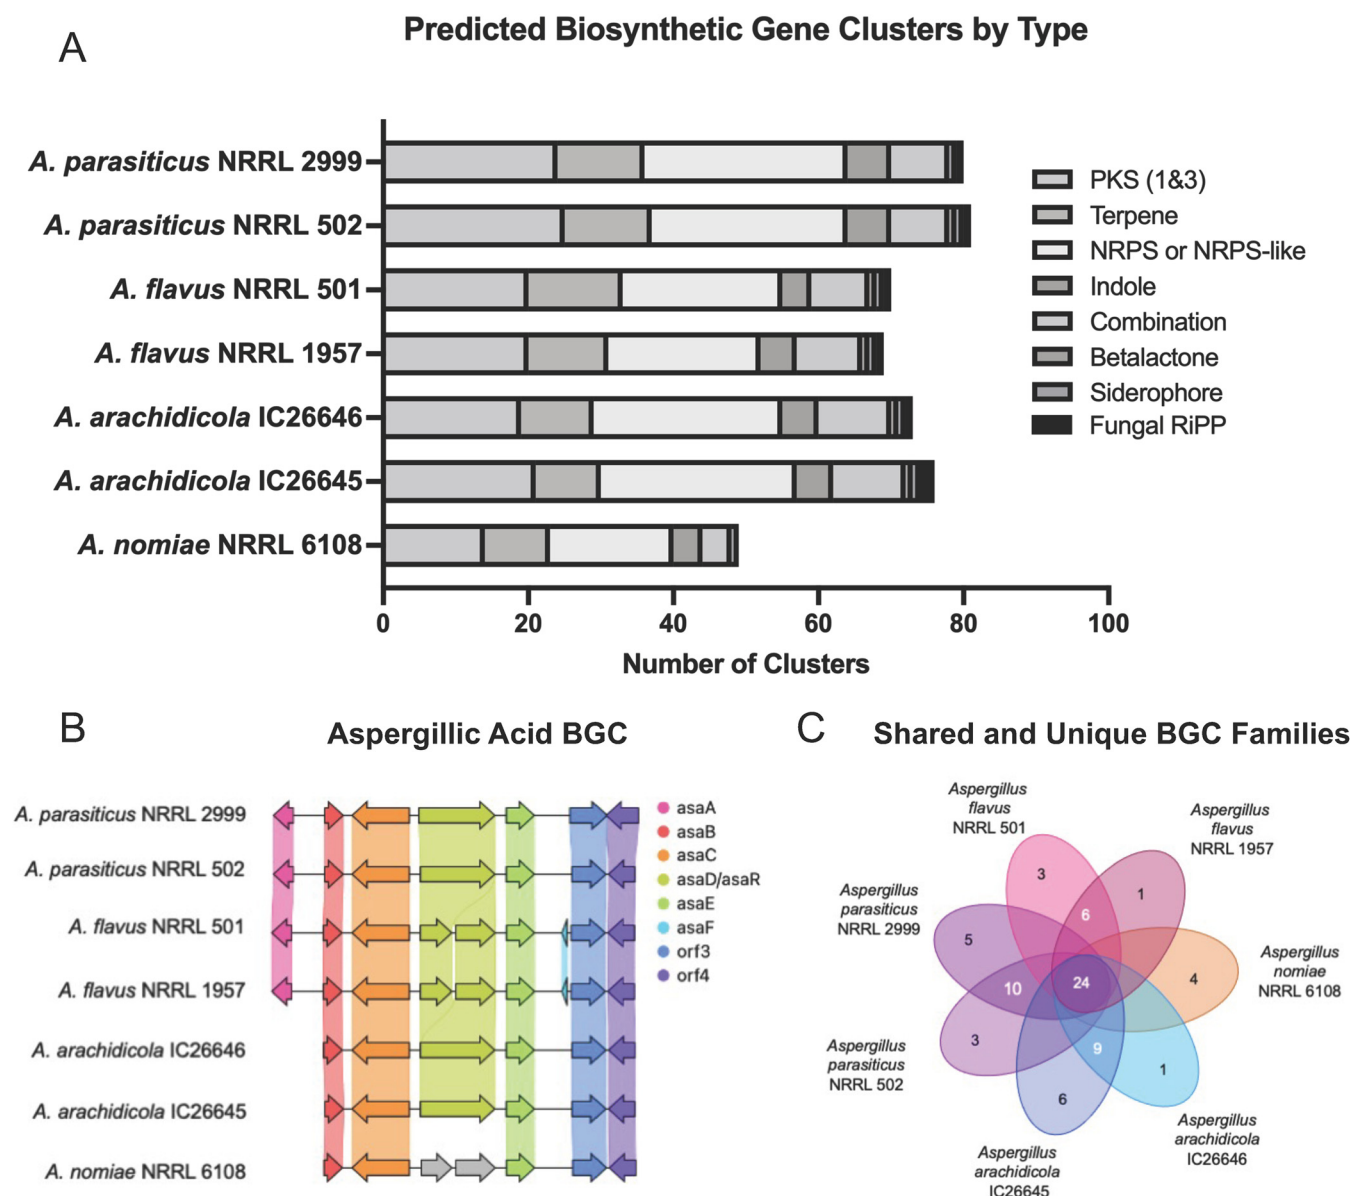 A
Predicted Biosynthetic Gene Clusters by Type
A. parasiticus NRRL 2999
A. parasiticus NRRL 502
A. flavus NRRL 501
A. flavus NRRL 1957
A. arachidicola IC26646
A. arachidicola IC26645
A. nomiae NRRL 6108
PKS (1&3)
Terpene
NRPS or NRPS-like
Indole
Combination
Betalactone
Siderophore
Fungal RiPP
0 20 40 60 80 100
Number of Clusters
B
Aspergillic Acid BGC
A. parasiticus NRRL 2999
A. parasiticus NRRL 502
A. flavus NRRL 501
A. flavus NRRL 1957
A. arachidicola IC26646
A. arachidicola IC26645
A. nomiae NRRL 6108
asaA
asaB
asaC
asaD/asaR
asaE
asaF
orf3
orf4
C
Shared and Unique BGC Families
Aspergillus
flavus
NRRL 501
Aspergillus
flavus
NRRL 1957
Aspergillus
parasiticus
NRRL 2999
Aspergillus
nomiae
NRRL 6108
Aspergillus
parasiticus
NRRL 502
Aspergillus
arachidicola
IC26646
Aspergillus
arachidicola
IC26645
3
1
6
5
4
24
10
3
9
1
6